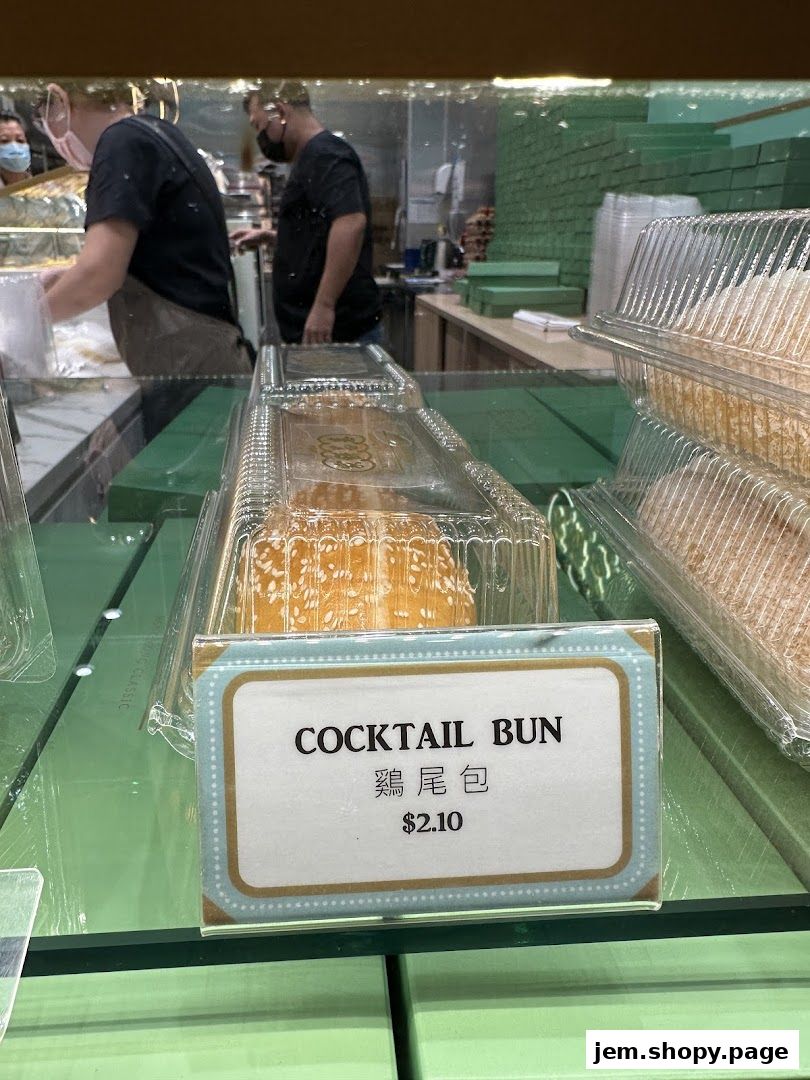 COCKTAIL BUN
鷄尾包
$2.10
jem.shopy.page